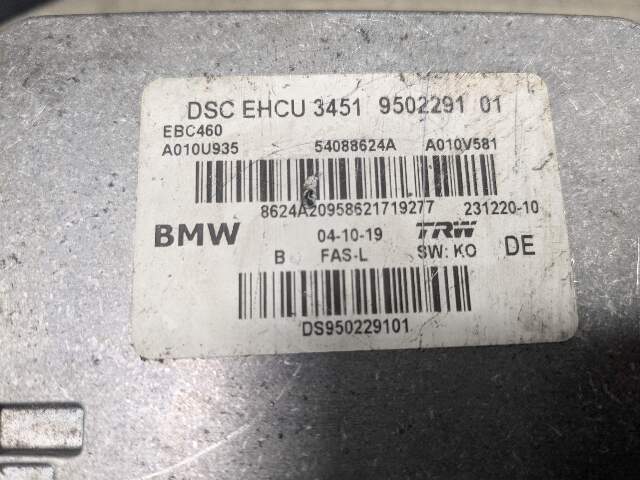 DSC EHCU 3451 9502291 01
EBC460
A010U935 54088624A A010V581
8624A20958621719277 231220-10
BMW 04-10-19 TRW
B FAS-L SW: KO DE
DS950229101